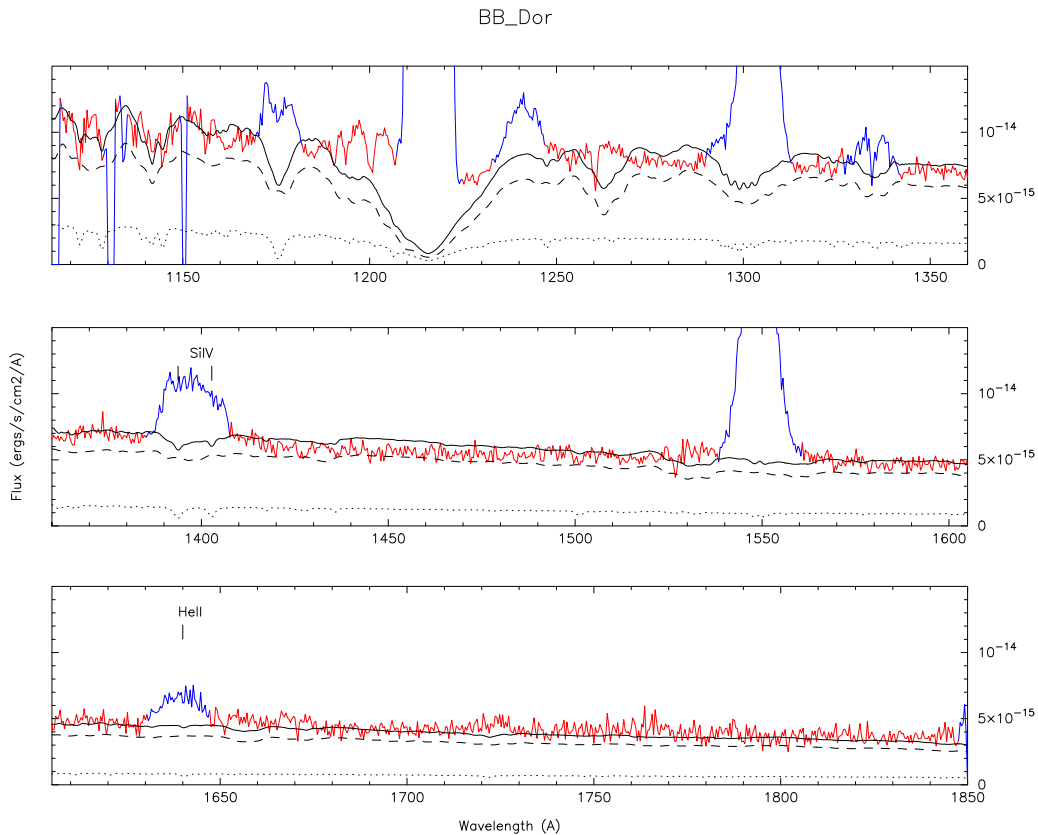 BB_Dor
10⁻¹⁴
5×10⁻¹⁵
0
1150 1200 1250 1300 1350
SiIV
10⁻¹⁴
5×10⁻¹⁵
0
1400 1450 1500 1550 1600
Flux (ergs/s/cm2/A)
HeII
10⁻¹⁴
5×10⁻¹⁵
0
1650 1700 1750 1800 1850
Wavelength (A)